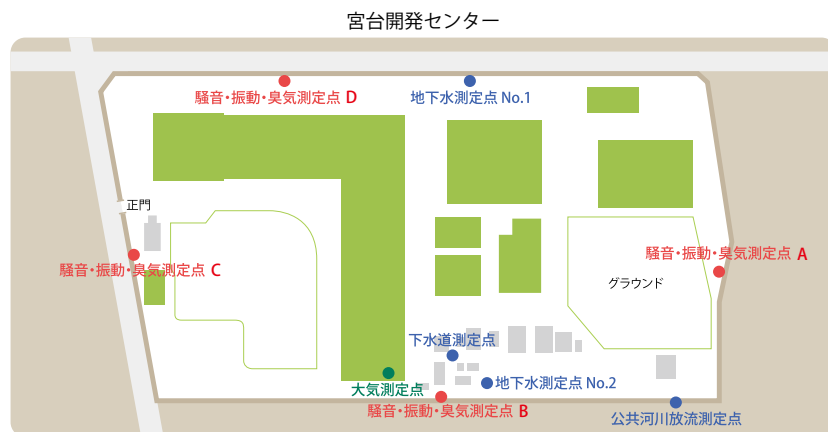 宮台開発センター
騒音・振動・臭気測定点 D
地下水測定点 No.1
正門
騒音・振動・臭気測定点 A
騒音・振動・臭気測定点 C
グラウンド
下水道測定点
大気測定点
地下水測定点 No.2
騒音・振動・臭気測定点 B
公共河川放流測定点